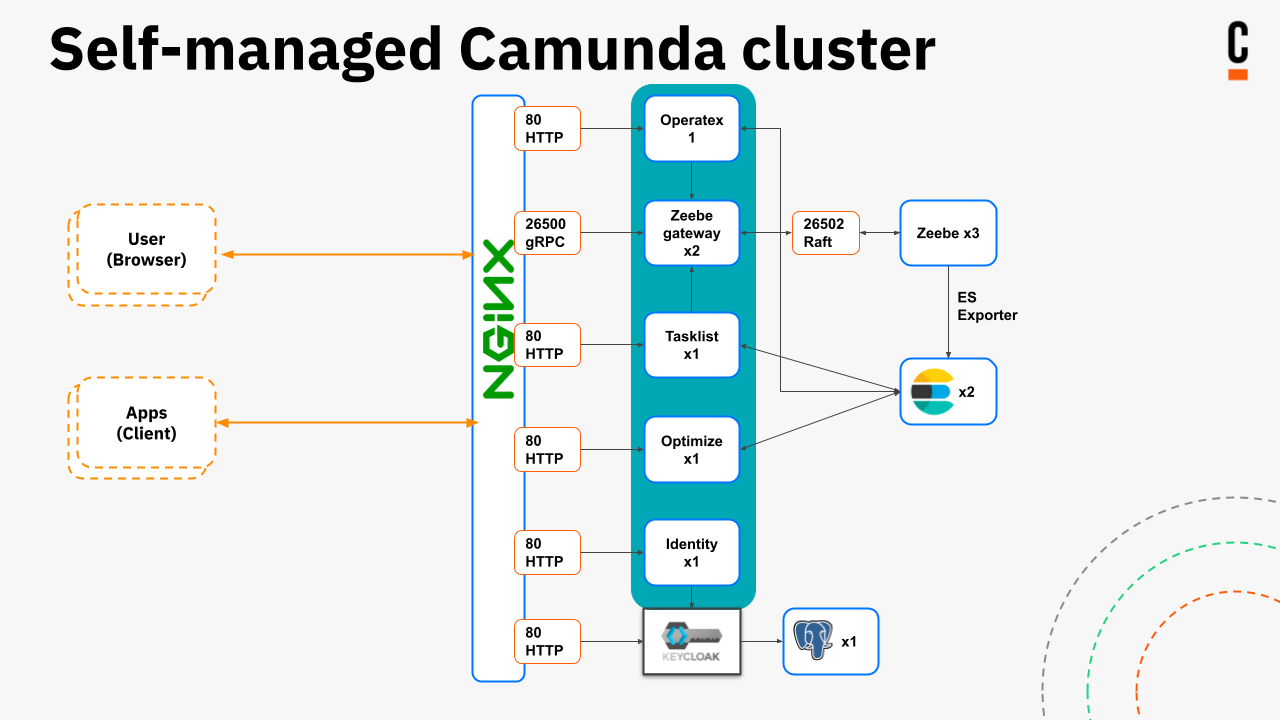 Self-managed Camunda cluster
C
80
HTTP
Operatex
1
26500
gRPC
Zeebe
gateway
x2
26502
Raft
Zeebe x3
User
(Browser)
NGINX
ES
Exporter
80
HTTP
Tasklist
x1
x2
Apps
(Client)
80
HTTP
Optimize
x1
80
HTTP
Identity
x1
80
HTTP
KEYCLOAK
x1